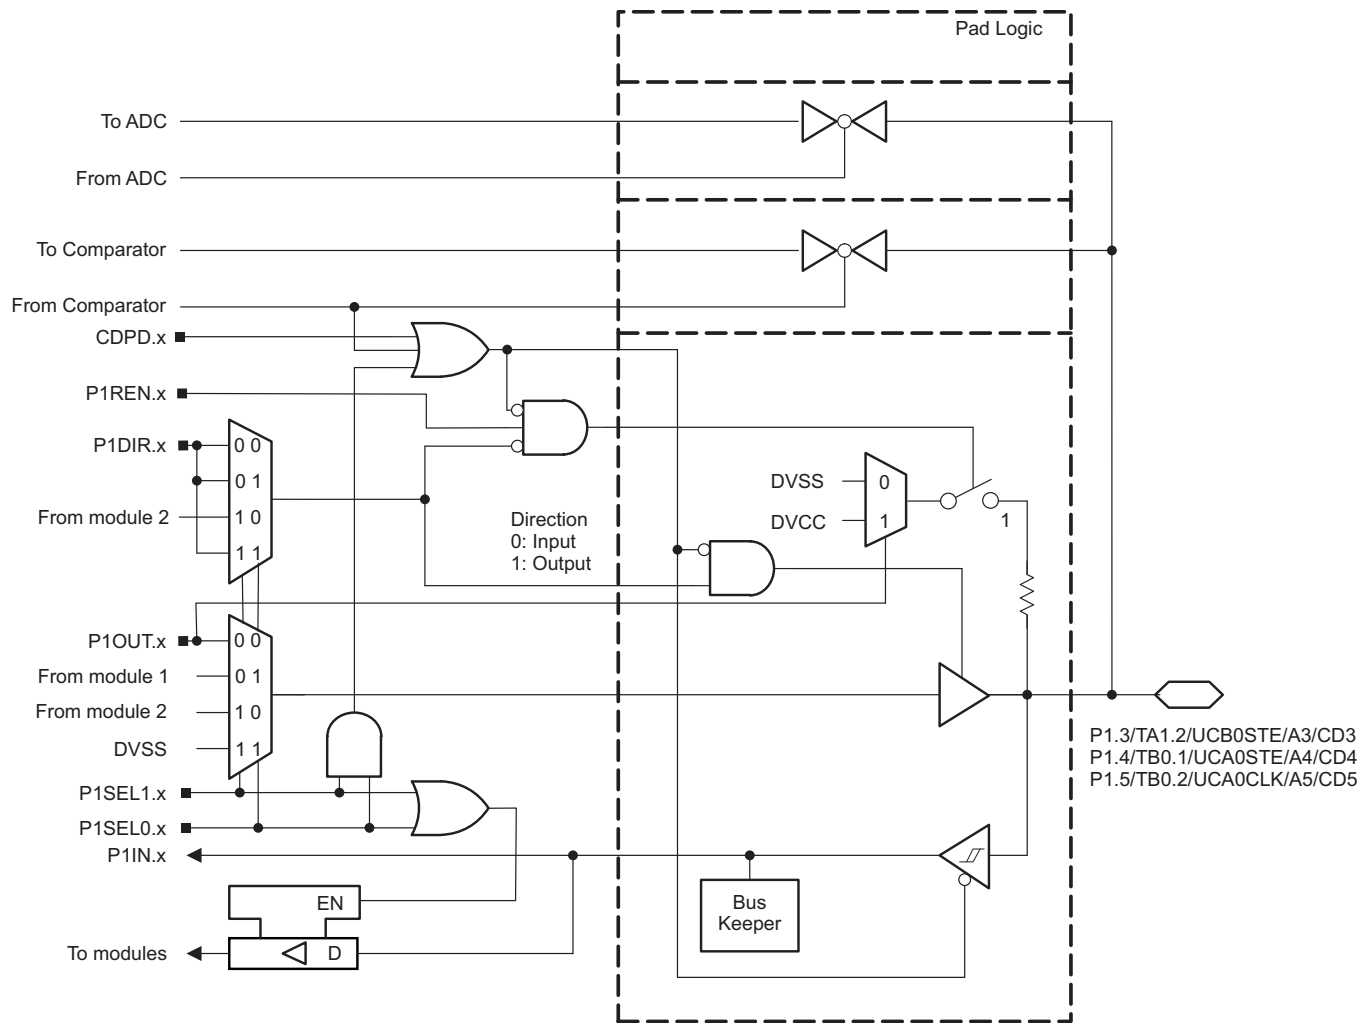 Pad Logic
To ADC
From ADC
To Comparator
From Comparator
CDPD.x
P1REN.x
P1DIR.x
0 0
0 1
From module 2
1 0
1 1
Direction
0: Input
1: Output
DVSS
0
DVCC
1
1
P1OUT.x
0 0
From module 1
0 1
From module 2
1 0
DVSS
1 1
P1.3/TA1.2/UCB0STE/A3/CD3
P1.4/TB0.1/UCA0STE/A4/CD4
P1.5/TB0.2/UCA0CLK/A5/CD5
P1SEL1.x
P1SEL0.x
P1IN.x
EN
Bus
Keeper
To modules
D